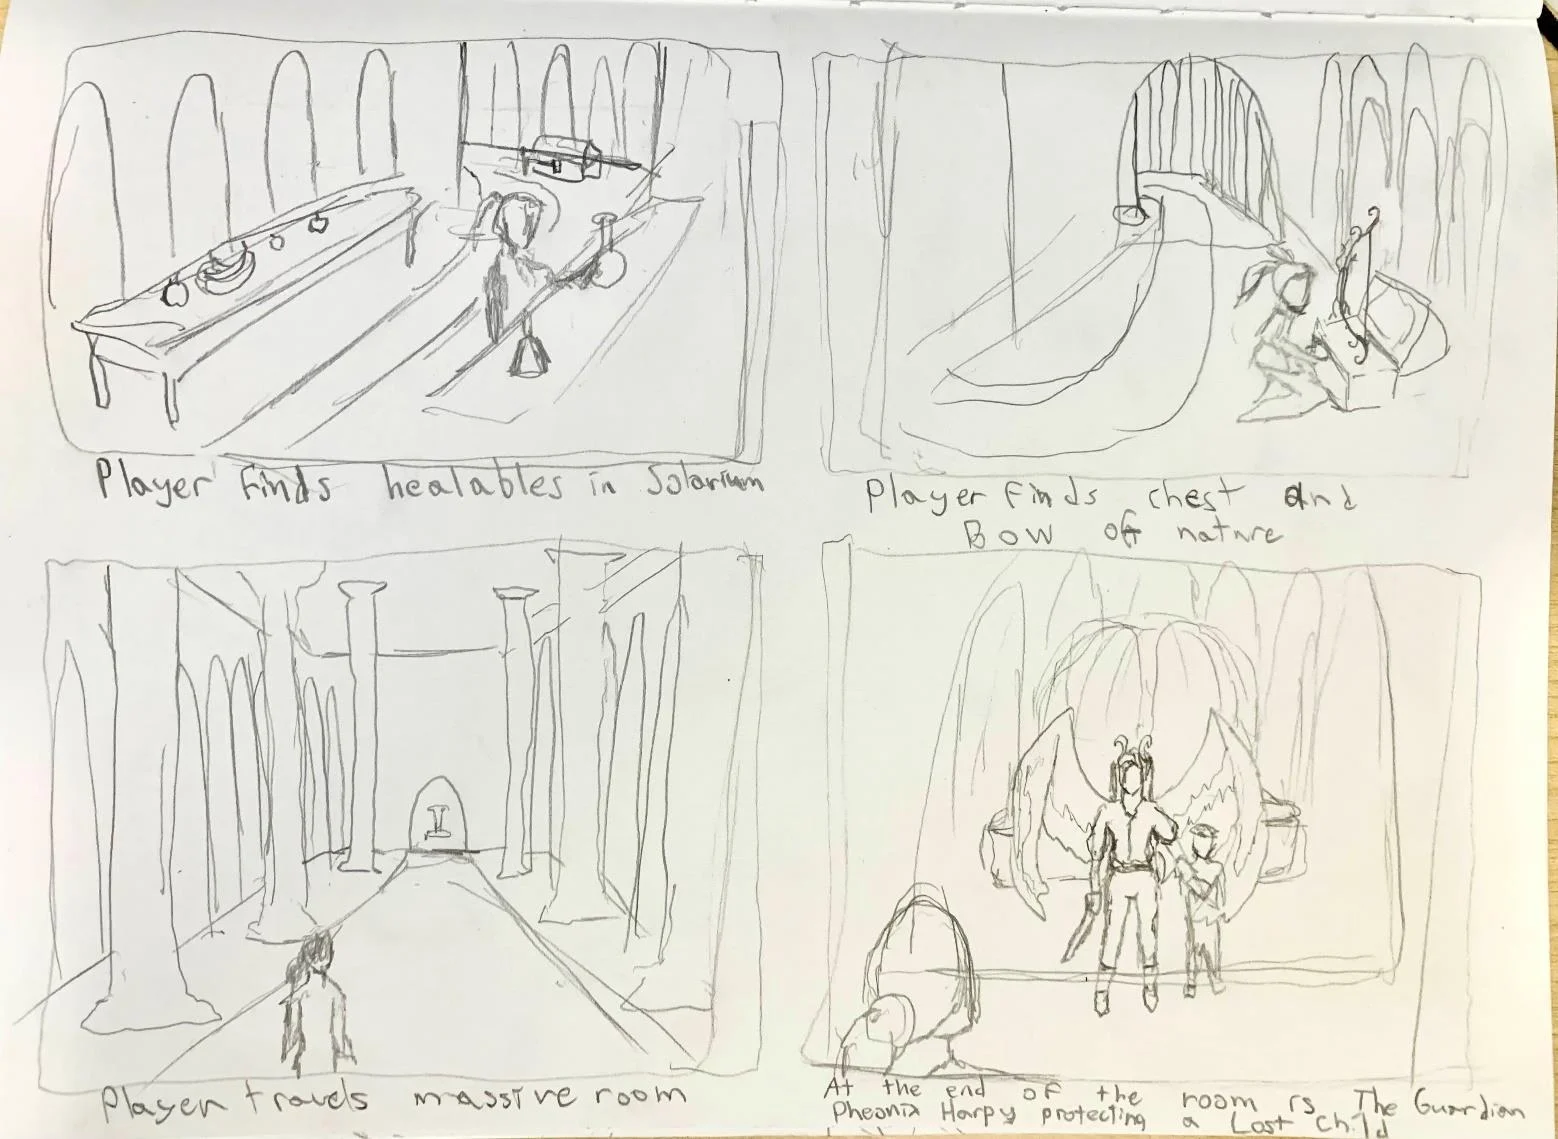 Player finds healables in Solarium
Player finds chest and
Bow of nature
Player travels massive room
At the end of the room is The Guardian
Pheonix Harpy protecting a Lost Child